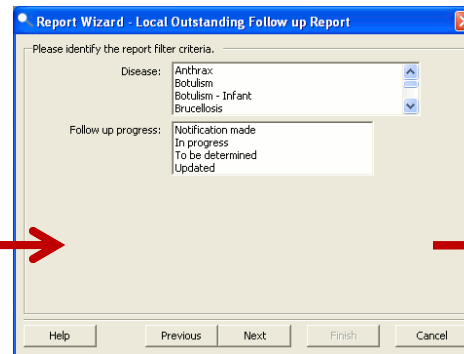 Report Wizard - Local Outstanding Follow up Report
Please identify the report filter criteria.
Disease:
Anthrax
Botulism
Botulism - Infant
Brucellosis
Follow up progress:
Notification made
In progress
To be determined
Updated
Help
Previous
Next
Finish
Cancel